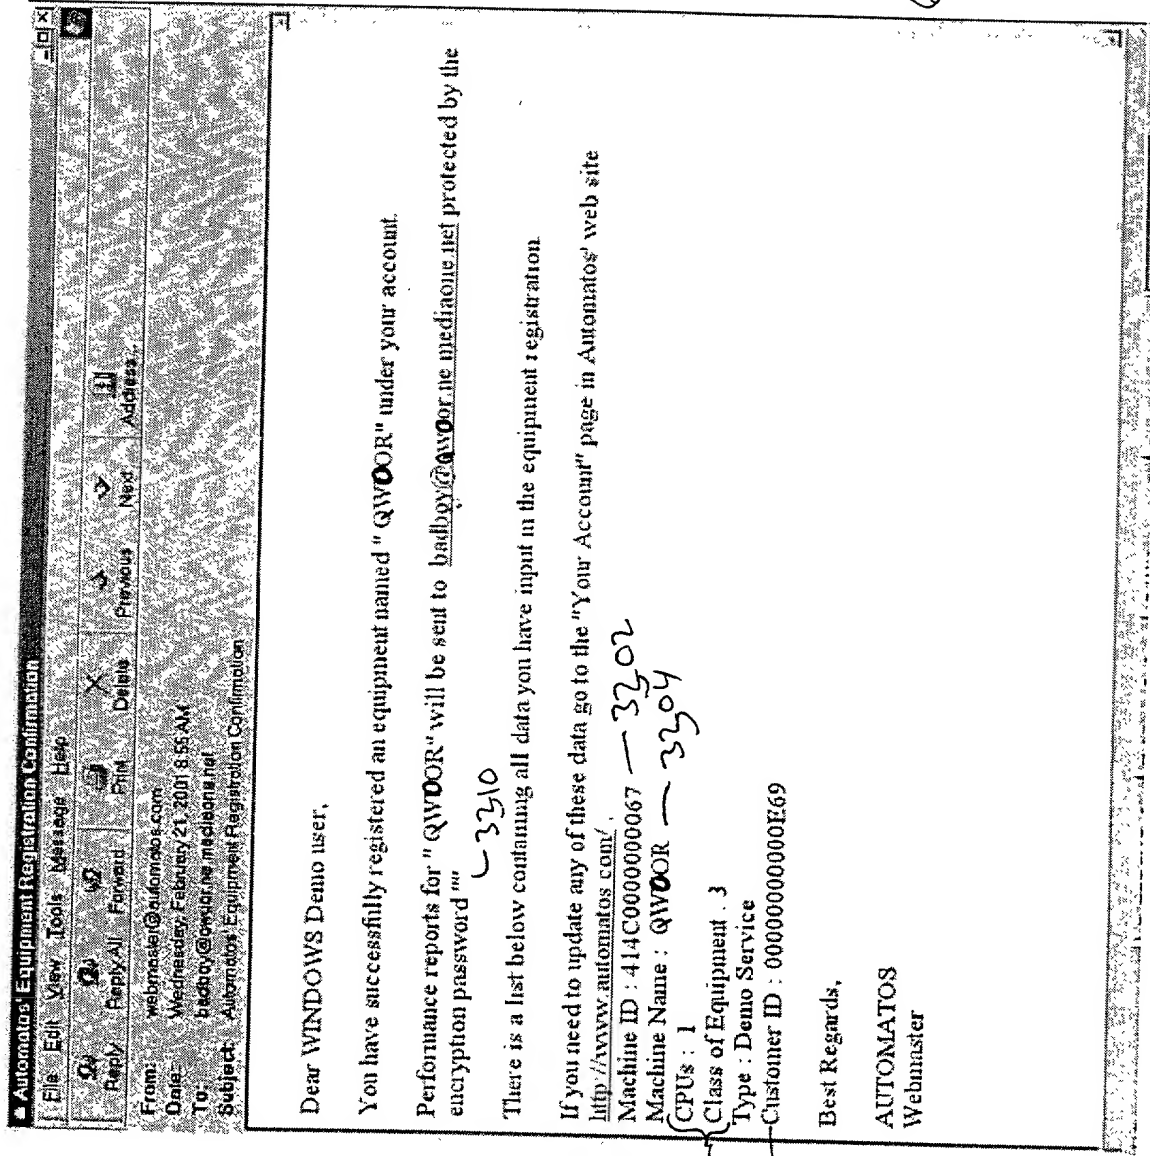 Automatos' Equipment Registration Confirmation
File Edit View Tools Message Help
Reply Reply All Forward Print Delete Previous Next Address...
From: webmaster@automatos.com
Date: Wednesday, February 21, 2001 8:55 AM
To: badboy@qwoor.ne.mediaone.net
Subject: Automatos' Equipment Registration Confirmation
Dear WINDOWS Demo user,
You have successfully registered an equipment named " QWOOR" under your account.
Performance reports for " QWOOR" will be sent to badboy@qwoor.ne.mediaone.net protected by the
encryption password ""
3310
There is a list below containing all data you have input in the equipment registration.
If you need to update any of these data go to the "Your Account" page in Automatos' web site
http://www.automatos.com/ .
Machine ID : 414C00000000067 — 3302
Machine Name : QWOOR — 3304
CPUs : 1
Class of Equipment : 3
Type : Demo Service
Customer ID : 000000000000E69
Best Regards,
AUTOMATOS
Webmaster